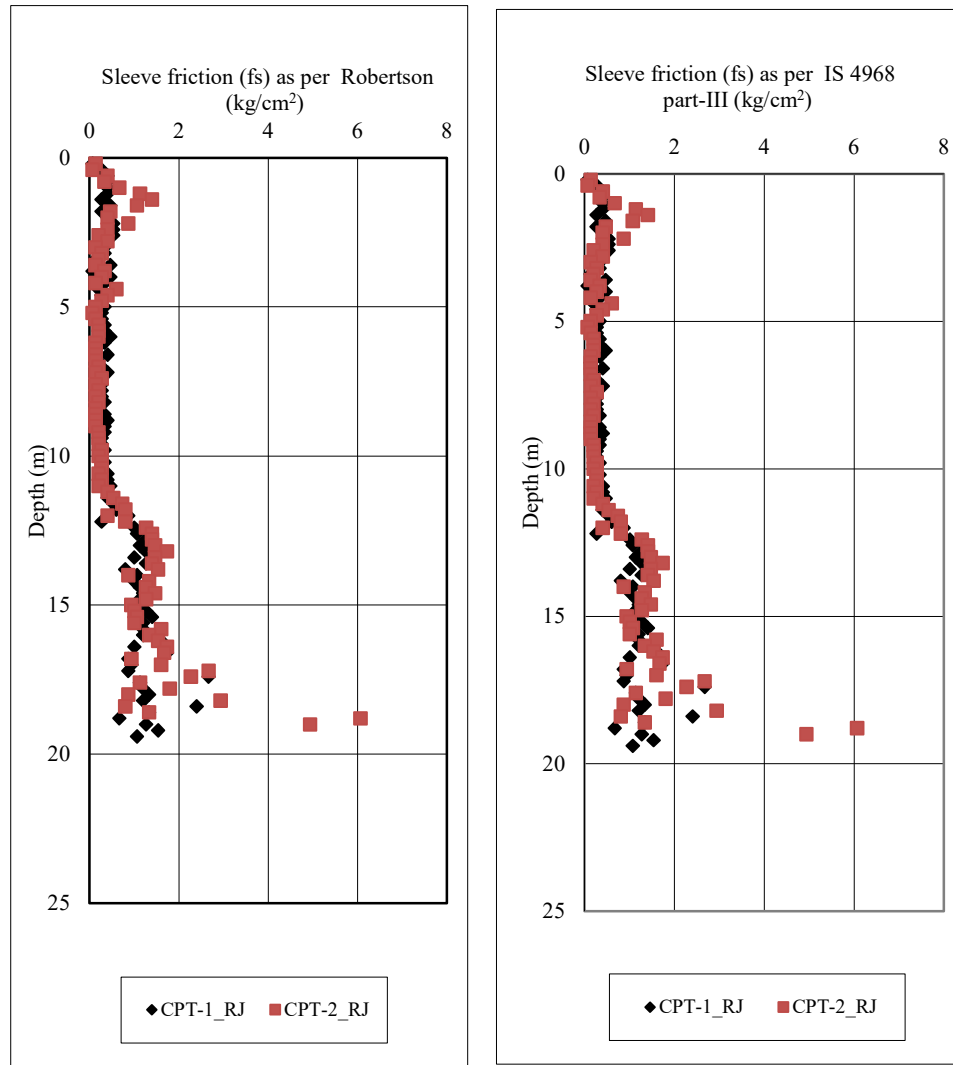 Sleeve friction (fs) as per Robertson
(kg/cm²)
0 2 4 6 8
0
5
10
15
20
25
Depth (m)
CPT-1_RJ CPT-2_RJ
Sleeve friction (fs) as per IS 4968
part-III (kg/cm²)
0 2 4 6 8
0
5
10
15
20
25
Depth (m)
CPT-1_RJ CPT-2_RJ